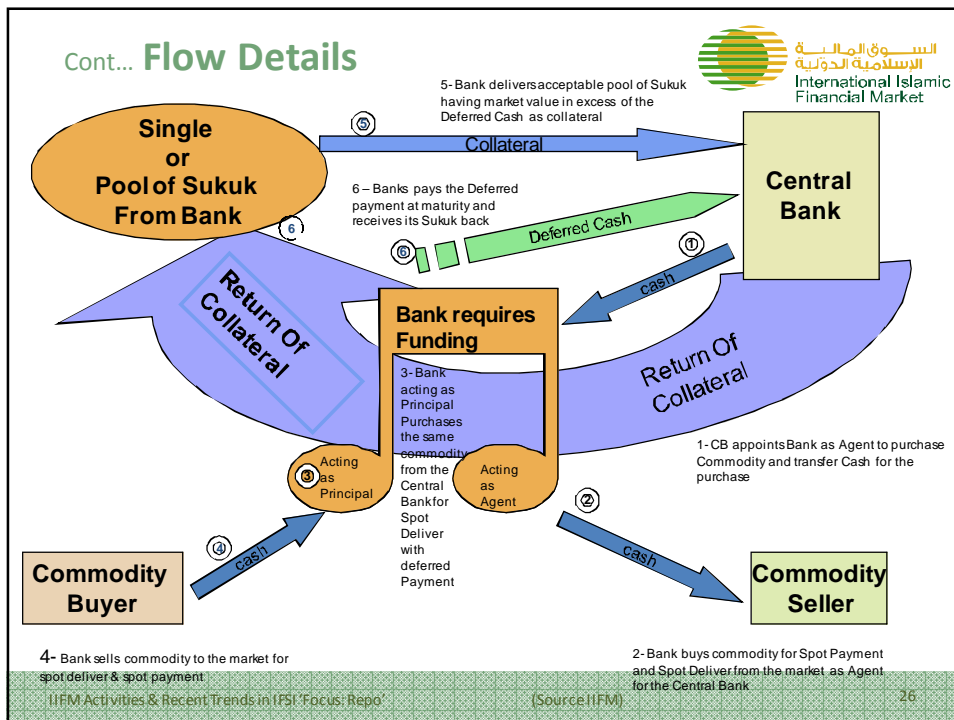 Cont... Flow Details
السوق المالية
الإسلامية الدولية
International Islamic
Financial Market
5- Bank delivers acceptable pool of Sukuk
having market value in excess of the
Deferred Cash as collateral
Single
or
Pool of Sukuk
From Bank
5
Collateral
Central
Bank
6 – Banks pays the Deferred
payment at maturity and
receives its Sukuk back
6
6
Deferred Cash
1
cash
Return Of
Collateral
Bank requires
Funding
Return Of
Collateral
3- Bank
acting as
Principal
Purchases
the same
commodity
from the
Central
Bank for
Spot
Deliver
with
deferred
Payment
1- CB appoints Bank as Agent to purchase
Commodity and transfer Cash for the
purchase
3
Acting
as
Principal
Acting
as
Agent
2
cash
4
cash
Commodity
Buyer
Commodity
Seller
4- Bank sells commodity to the market for
spot deliver & spot payment
2- Bank buys commodity for Spot Payment
and Spot Deliver from the market as Agent
for the Central Bank
IIFM Activities & Recent Trends in IFSI 'Focus: Repo'
(Source IIFM)
26